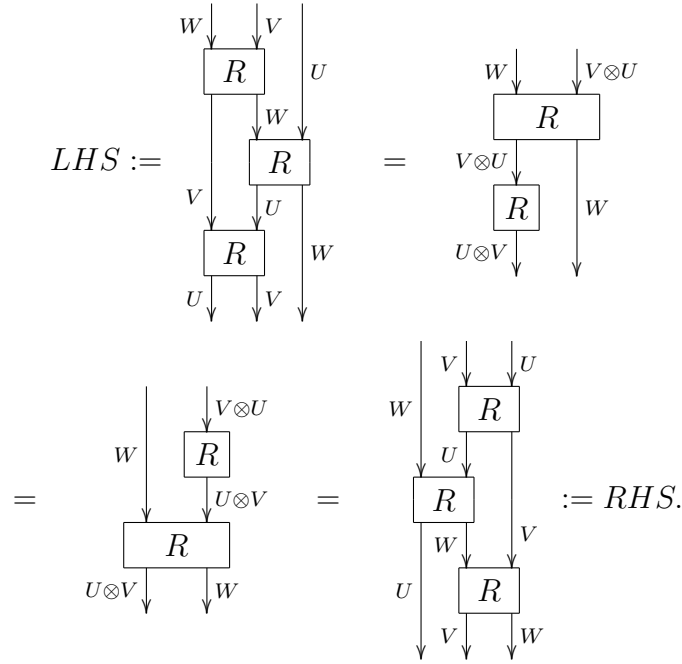 W V
U
R
W V⊗U
W
R
LHS := R =
V⊗U
V
U
R W
R
W
U⊗V
U V
V U
V⊗U
W
R
W
R
U
U⊗V
= = R := RHS.
R
W
V
U⊗V W
U
R
V W